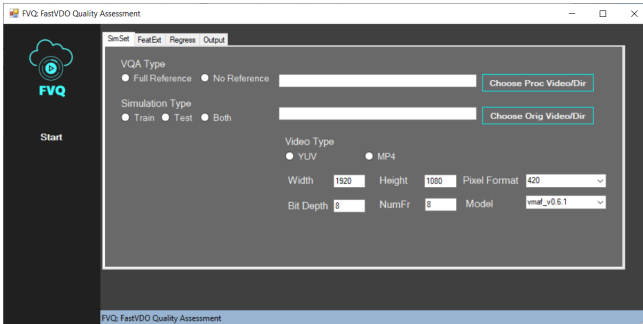 FVQ: FastVDO Quality Assessment
SimSet FeatExt Regress Output
FVQ
Start
VQA Type
Full Reference No Reference
Choose Proc Video/Dir
Simulation Type
Train Test Both
Choose Orig Video/Dir
Video Type
YUV MP4
Width 1920 Height 1080 Pixel Format 420
Bit Depth 8 NumFr 8 Model vmaf_v0.6.1
FVQ: FastVDO Quality Assessment